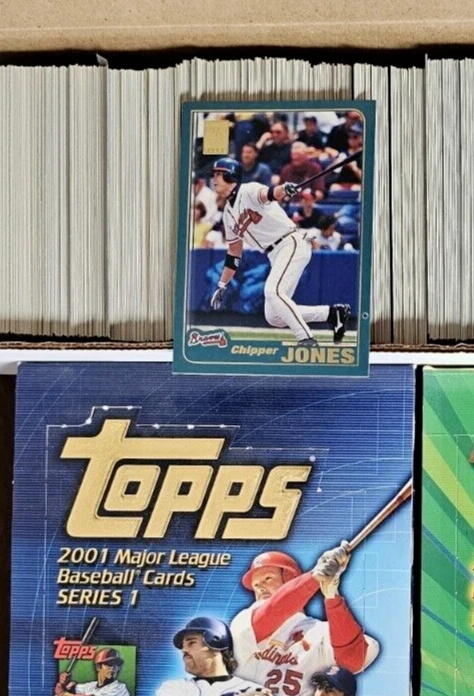 Braves
Chipper JONES
Topps
2001 Major League
Baseball Cards
SERIES 1
Topps
Cardinals
25